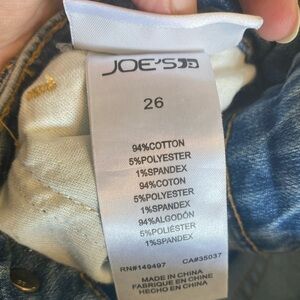 JOE'S
26
94%COTTON
5%POLYESTER
1%SPANDEX
94%COTON
5%POLYESTER
1%SPANDEX
94%ALGODÓN
5%POLIÉSTER
1%SPANDEX
RN#149497 CA#35037
MADE IN CHINA
FABRIQUE EN CHINE
HECHO EN CHINA